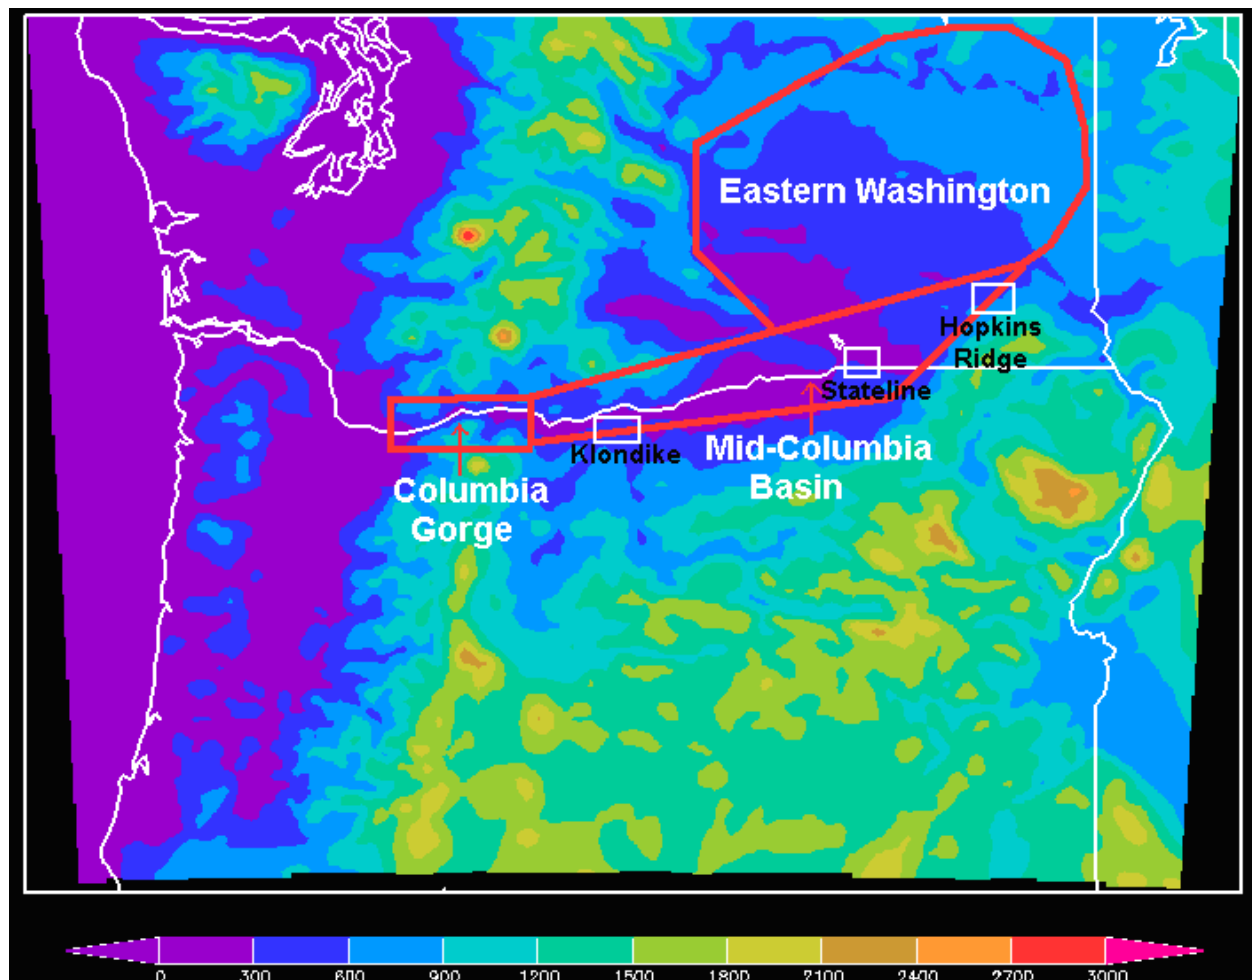 Eastern Washington
Hopkins
Ridge
Stateline
Klondike
Mid-Columbia
Basin
Columbia
Gorge
0 300 600 900 1200 1500 1800 2100 2400 2700 3000